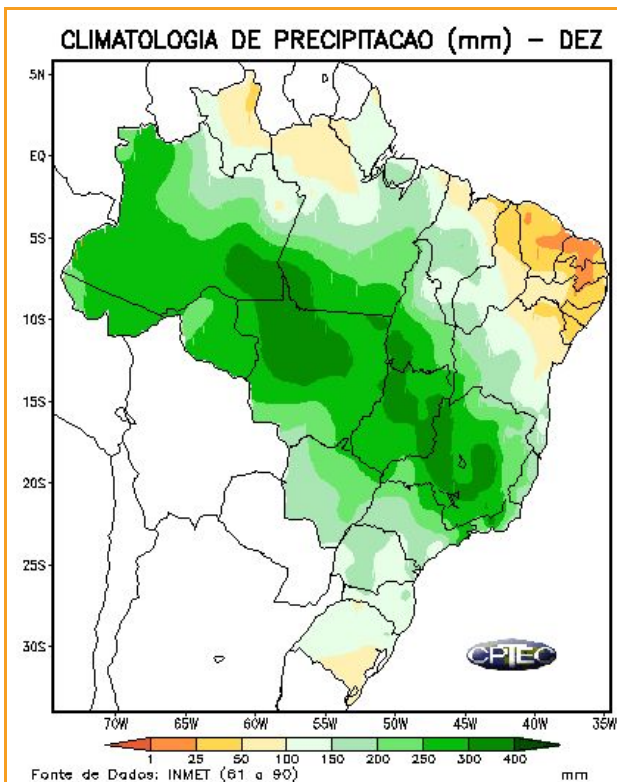 CLIMATOLOGIA DE PRECIPITACAO (mm) – DEZ
5N
EQ
5S
10S
15S
20S
25S
30S
CPTEC
70W 65W 60W 55W 50W 45W 40W 35W
1 25 50 100 150 200 250 300 400
Fonte de Dados: INMET (61 a 90) mm